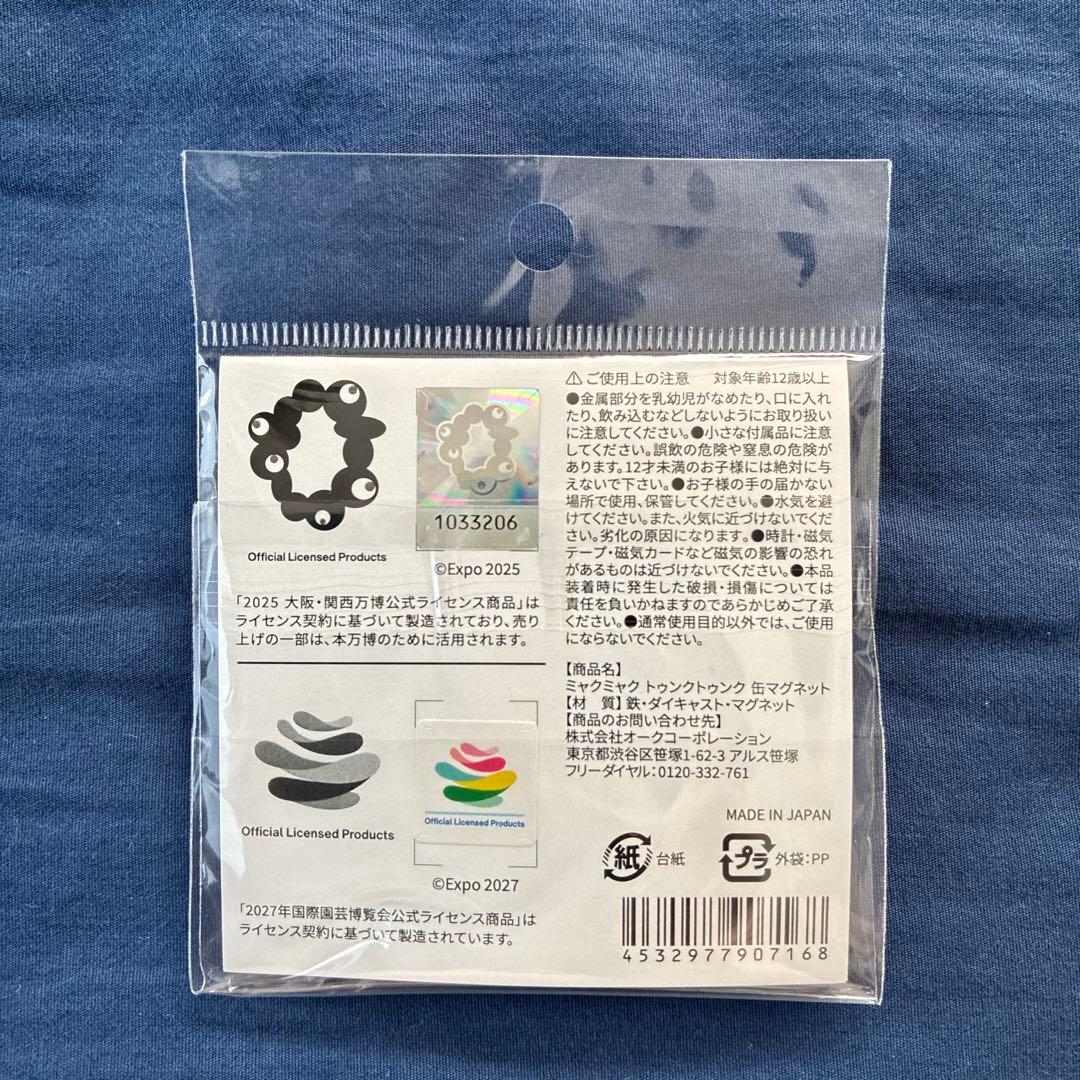 1033206
Official Licensed Products
©Expo 2025
「2025 大阪・関西万博公式ライセンス商品」は
ライセンス契約に基づいて製造されており、売り
上げの一部は、本万博のために活用されます。
Official Licensed Products
Official Licensed Products
©Expo 2027
「2027年国際園芸博覧会公式ライセンス商品」は
ライセンス契約に基づいて製造されています。
⚠ご使用上の注意 対象年齢12歳以上
●金属部分を乳幼児がなめたり、口に入れ
たり、飲み込むなどしないようにお取り扱い
に注意してください。●小さな付属品に注意
してください。誤飲の危険や窒息の危険が
あります。12才未満のお子様には絶対に与
えないで下さい。●お子様の手の届かない
場所で使用、保管してください。●水気を避
けてください。また、火気に近づけないでくだ
さい。劣化の原因になります。●時計・磁気
テープ・磁気カードなど磁気の影響の恐れ
があるものは近づけないでください。●本品
装着時に発生した破損・損傷については
責任を負いかねますのであらかじめご了承
ください。●通常使用目的以外では、ご使用
にならないでください。
【商品名】
ミャクミャク トゥンクトゥンク 缶マグネット
【材 質】鉄・ダイキャスト・マグネット
【商品のお問い合わせ先】
株式会社オークコーポレーション
東京都渋谷区笹塚1-62-3 アルス笹塚
フリーダイヤル：0120-332-761
MADE IN JAPAN
紙 台紙 プラ 外袋：PP
4532977907168